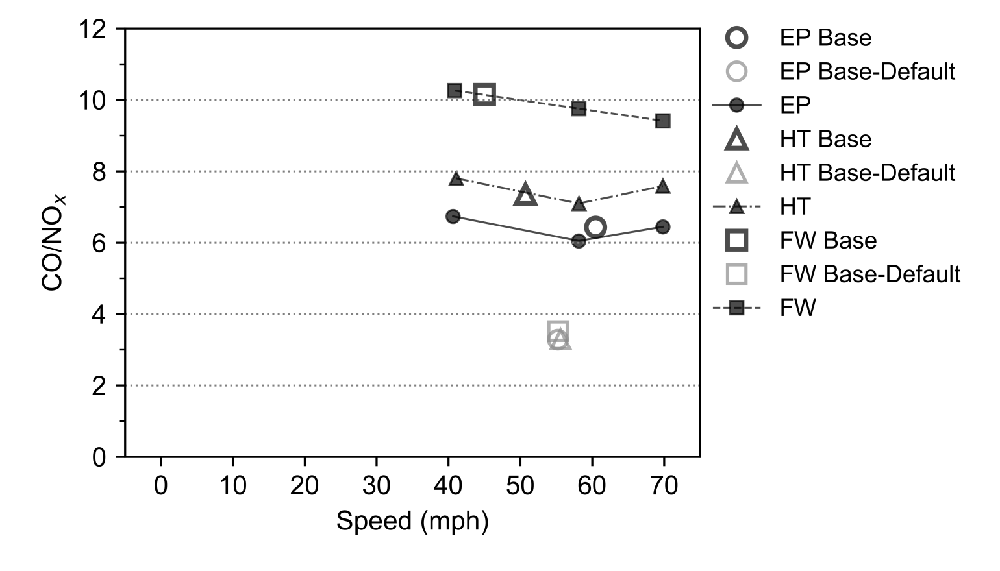 12
10
8
6
4
2
0
CO/NOx
0 10 20 30 40 50 60 70
Speed (mph)
EP Base
EP Base-Default
EP
HT Base
HT Base-Default
HT
FW Base
FW Base-Default
FW